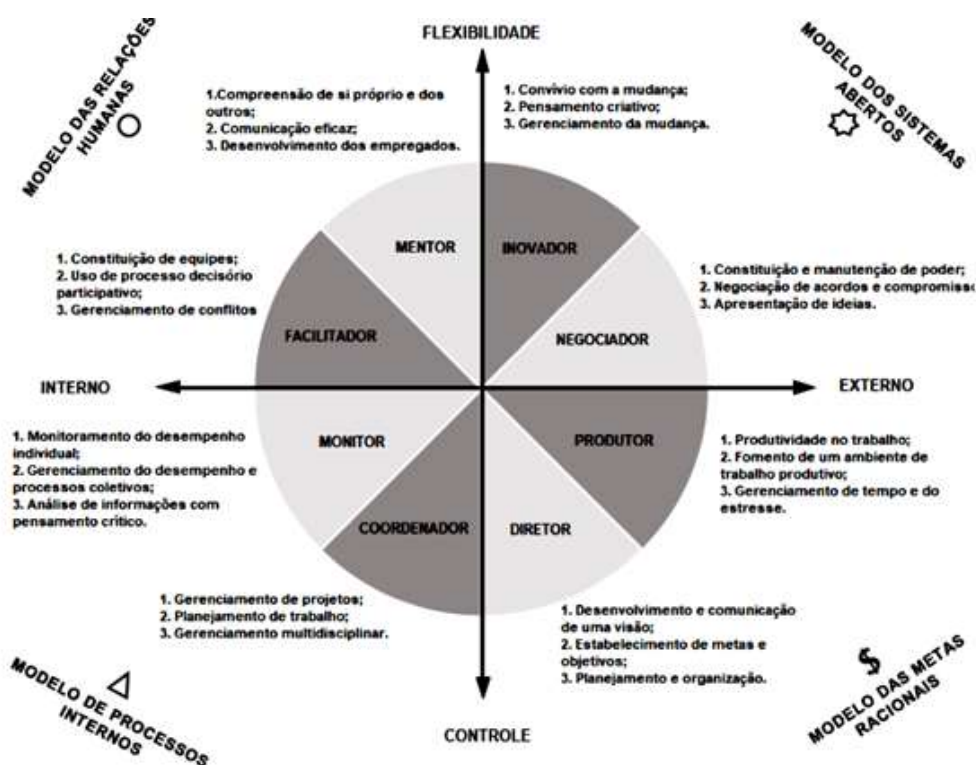 FLEXIBILIDADE
MODELO DAS RELAÇÕES
HUMANAS
1.Compreensão de si próprio e dos
outros;
2. Comunicação eficaz;
3. Desenvolvimento dos empregados.
1. Convívio com a mudança;
2. Pensamento criativo;
3. Gerenciamento da mudança.
MODELO DOS SISTEMAS
ABERTOS
MENTOR
INOVADOR
1. Constituição de equipes;
2. Uso de processo decisório
participativo;
3. Gerenciamento de conflitos
FACILITADOR
NEGOCIADOR
1. Constituição e manutenção de poder;
2. Negociação de acordos e compromisso
3. Apresentação de ideias.
INTERNO
EXTERNO
1. Monitoramento do desempenho
individual;
2. Gerenciamento do desempenho e
processos coletivos;
3. Análise de informações com
pensamento crítico.
MONITOR
PRODUTOR
1. Produtividade no trabalho;
2. Fomento de um ambiente de
trabalho produtivo;
3. Gerenciamento de tempo e do
estresse.
COORDENADOR
DIRETOR
1. Gerenciamento de projetos;
2. Planejamento de trabalho;
3. Gerenciamento multidisciplinar.
1. Desenvolvimento e comunicação
de uma visão;
2. Estabelecimento de metas e
objetivos;
3. Planejamento e organização.
MODELO DE PROCESSOS
INTERNOS
$
MODELO DAS METAS
RACIONAIS
CONTROLE